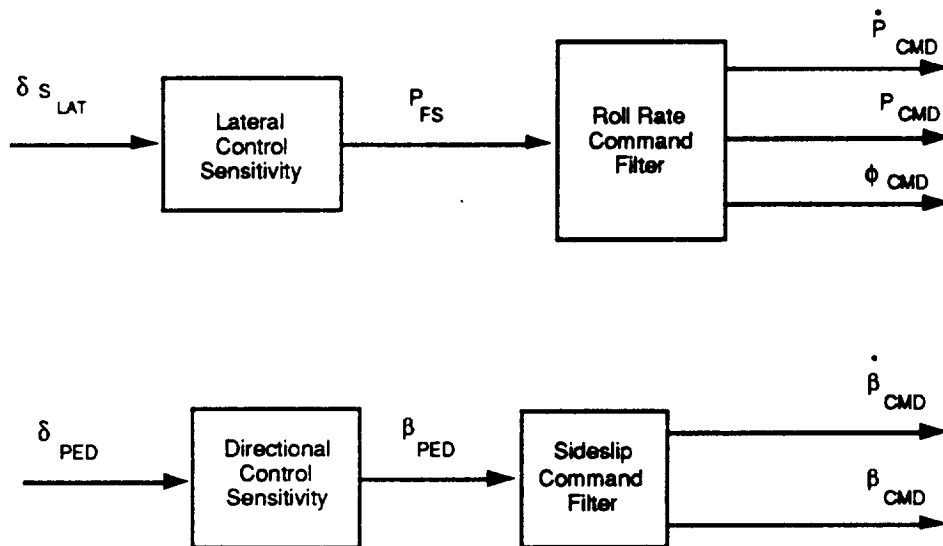 Ṗ CMD
δ S LAT
Lateral
Control
Sensitivity
P FS
Roll Rate
Command
Filter
P CMD
ϕ CMD
β̇ CMD
δ PED
Directional
Control
Sensitivity
β PED
Sideslip
Command
Filter
β CMD